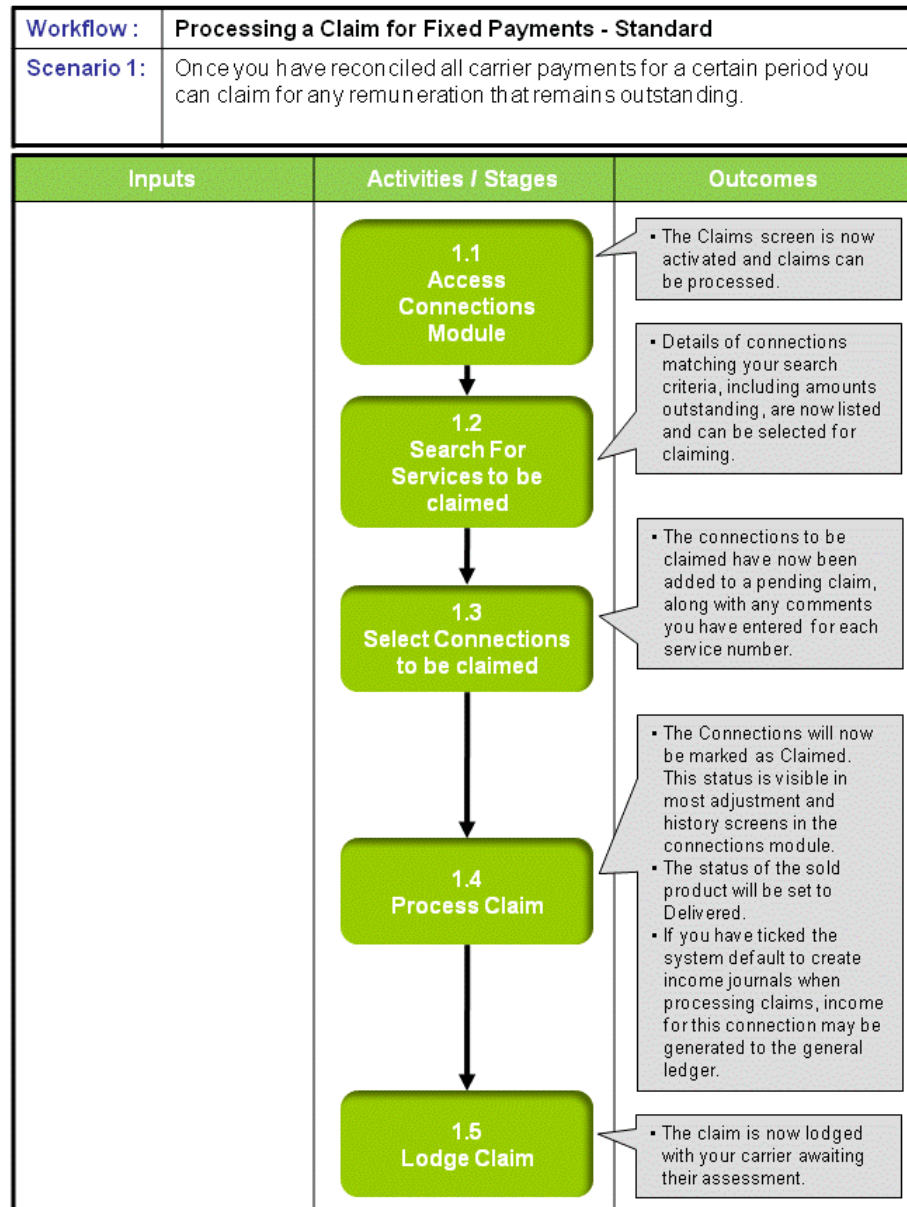 Workflow : Processing a Claim for Fixed Payments - Standard
Scenario 1: Once you have reconciled all carrier payments for a certain period you
can claim for any remuneration that remains outstanding.
Inputs Activities / Stages Outcomes
1.1
Access
Connections
Module
▪ The Claims screen is now
activated and claims can
be processed.
1.2
Search For
Services to be
claimed
▪ Details of connections
matching your search
criteria, including amounts
outstanding, are now listed
and can be selected for
claiming.
1.3
Select Connections
to be claimed
▪ The connections to be
claimed have now been
added to a pending claim,
along with any comments
you have entered for each
service number.
1.4
Process Claim
▪ The Connections will now
be marked as Claimed.
This status is visible in
most adjustment and
history screens in the
connections module.
▪ The status of the sold
product will be set to
Delivered.
▪ If you have ticked the
system default to create
income journals when
processing claims, income
for this connection may be
generated to the general
ledger.
1.5
Lodge Claim
▪ The claim is now lodged
with your carrier awaiting
their assessment.